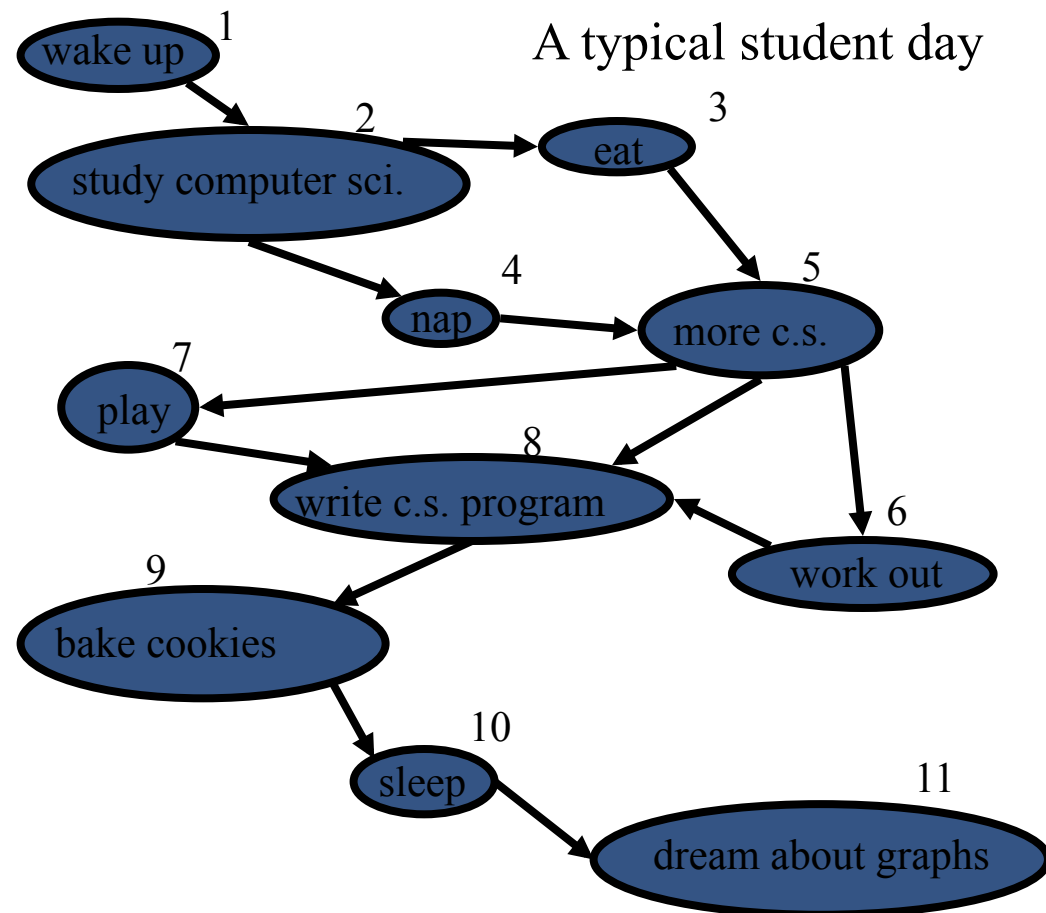 A typical student day
1
wake up
2
study computer sci.
3
eat
4
nap
5
more c.s.
7
play
8
write c.s. program
6
work out
9
bake cookies
10
sleep
11
dream about graphs